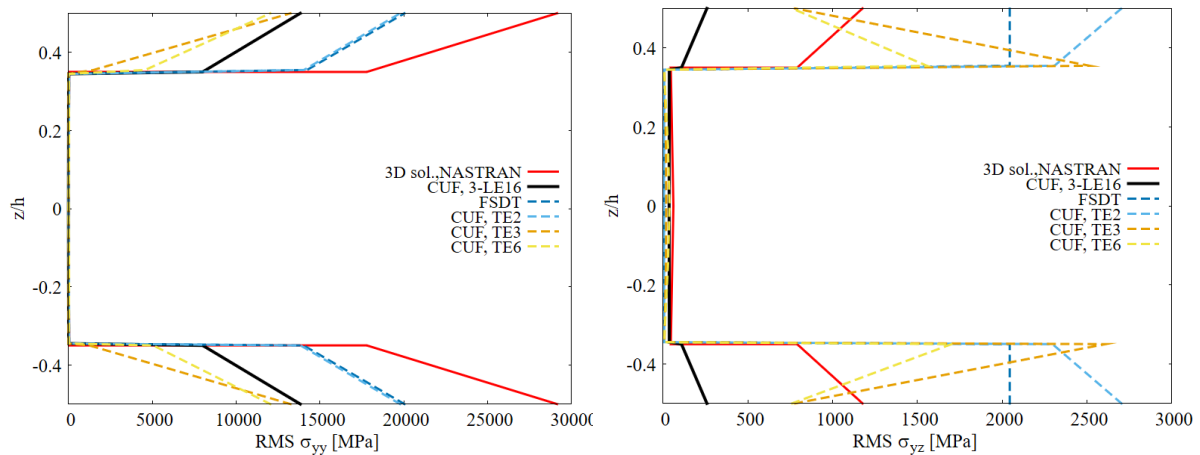 0.4
0.2
0
-0.2
-0.4
z/h
3D sol.,NASTRAN
CUF, 3-LE16
FSDT
CUF, TE2
CUF, TE3
CUF, TE6
0 5000 10000 15000 20000 25000 30000
RMS σyy [MPa]
0.4
0.2
0
-0.2
-0.4
z/h
3D sol.,NASTRAN
CUF, 3-LE16
FSDT
CUF, TE2
CUF, TE3
CUF, TE6
0 500 1000 1500 2000 2500 3000
RMS σyz [MPa]